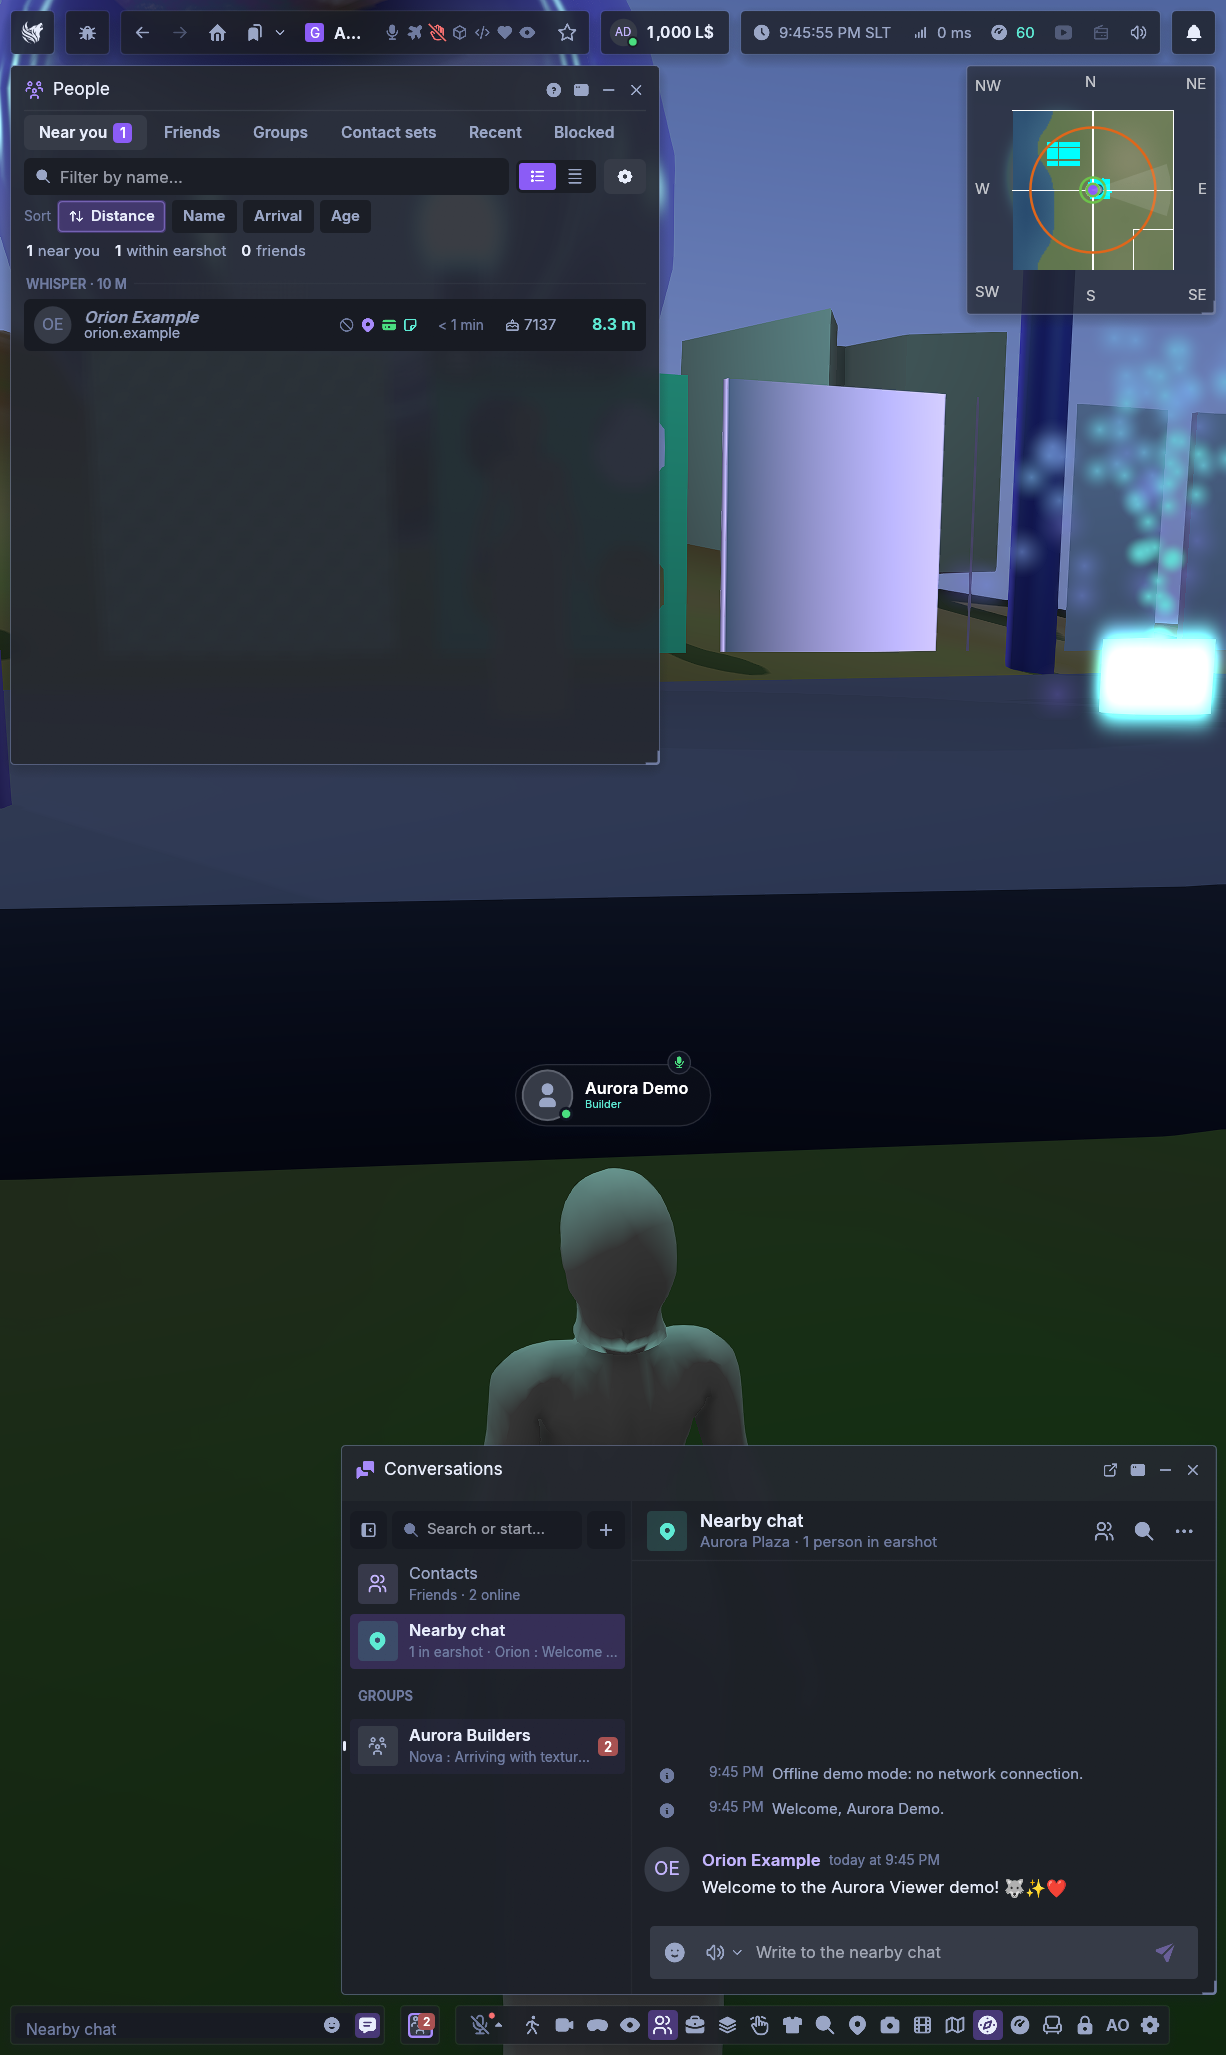 G A... AD 1,000 L$ 9:45:55 PM SLT 0 ms 60
People
Near you 1 Friends Groups Contact sets Recent Blocked
Filter by name...
Sort Distance Name Arrival Age
1 near you 1 within earshot 0 friends
WHISPER · 10 M
OE Orion Example < 1 min 7137 8.3 m
orion.example
NW N NE
W E
SW S SE
Aurora Demo
Builder
Conversations
Search or start...
Contacts
Friends · 2 online
Nearby chat
1 in earshot · Orion : Welcome ...
GROUPS
Aurora Builders
Nova : Arriving with textur... 2
Nearby chat
Aurora Plaza · 1 person in earshot
9:45 PM Offline demo mode: no network connection.
9:45 PM Welcome, Aurora Demo.
OE Orion Example today at 9:45 PM
Welcome to the Aurora Viewer demo! 🐺✨❤️
Write to the nearby chat
Nearby chat 2 AO